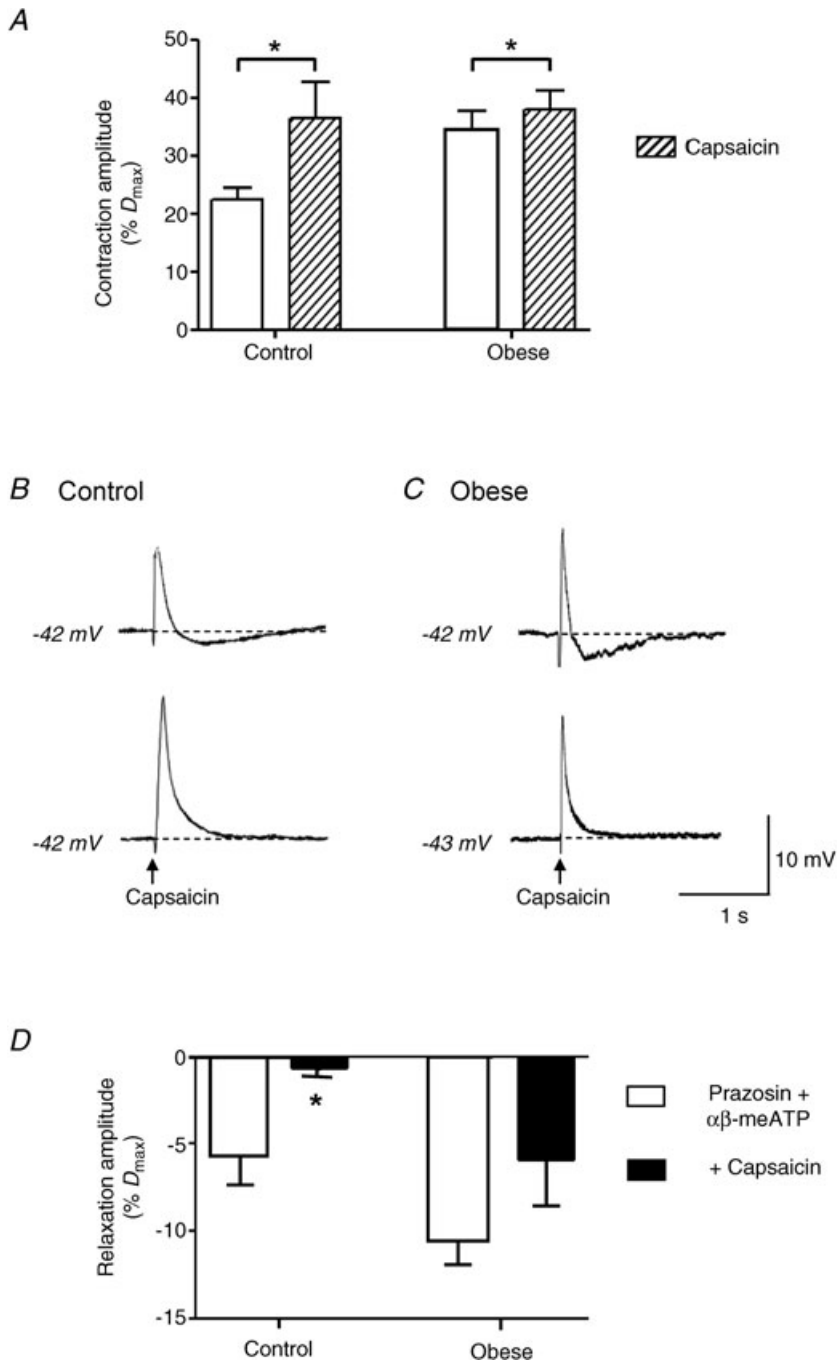 A
50
40
30
20
10
0
Contraction amplitude
(% Dmax)
*
*
Control
Obese
Capsaicin
B Control
C Obese
-42 mV
-42 mV
-42 mV
-43 mV
Capsaicin
Capsaicin
10 mV
1 s
D
0
-5
-10
-15
Relaxation amplitude
(% Dmax)
*
Control
Obese
Prazosin +
αβ-meATP
+ Capsaicin